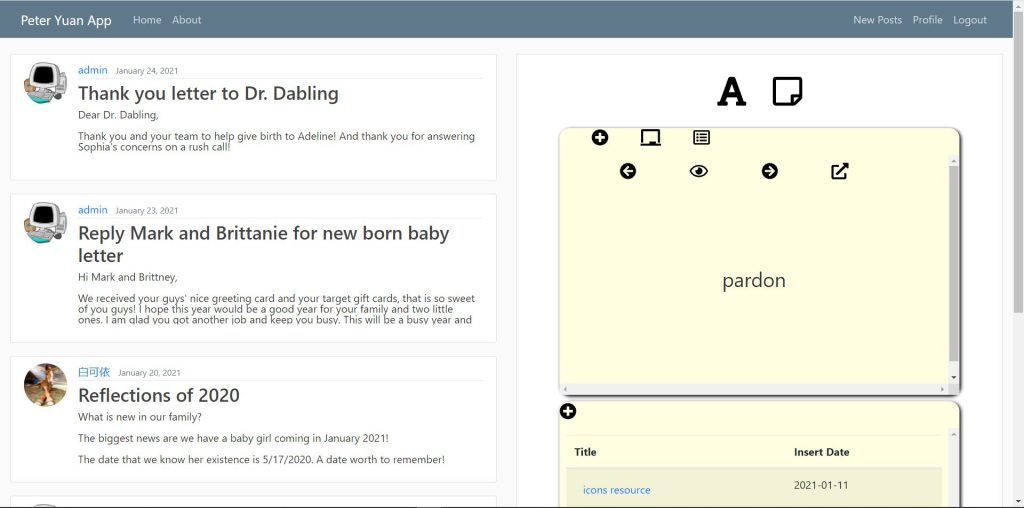 Peter Yuan App Home About New Posts Profile Logout
admin January 24, 2021
Thank you letter to Dr. Dabling
Dear Dr. Dabling,
Thank you and your team to help give birth to Adeline! And thank you for answering
Sophia's concerns on a rush call!
admin January 23, 2021
Reply Mark and Brittanie for new born baby
letter
Hi Mark and Brittney,
We received your guys' nice greeting card and your target gift cards, that is so sweet
of you guys! I hope this year would be a good year for your family and two little
ones. I am glad you got another job and keep you busy. This will be a busy year and
白可依 January 20, 2021
Reflections of 2020
What is new in our family?
The biggest news are we have a baby girl coming in January 2021!
The date that we know her existence is 5/17/2020. A date worth to remember!
A
pardon
Title Insert Date
icons resource 2021-01-11